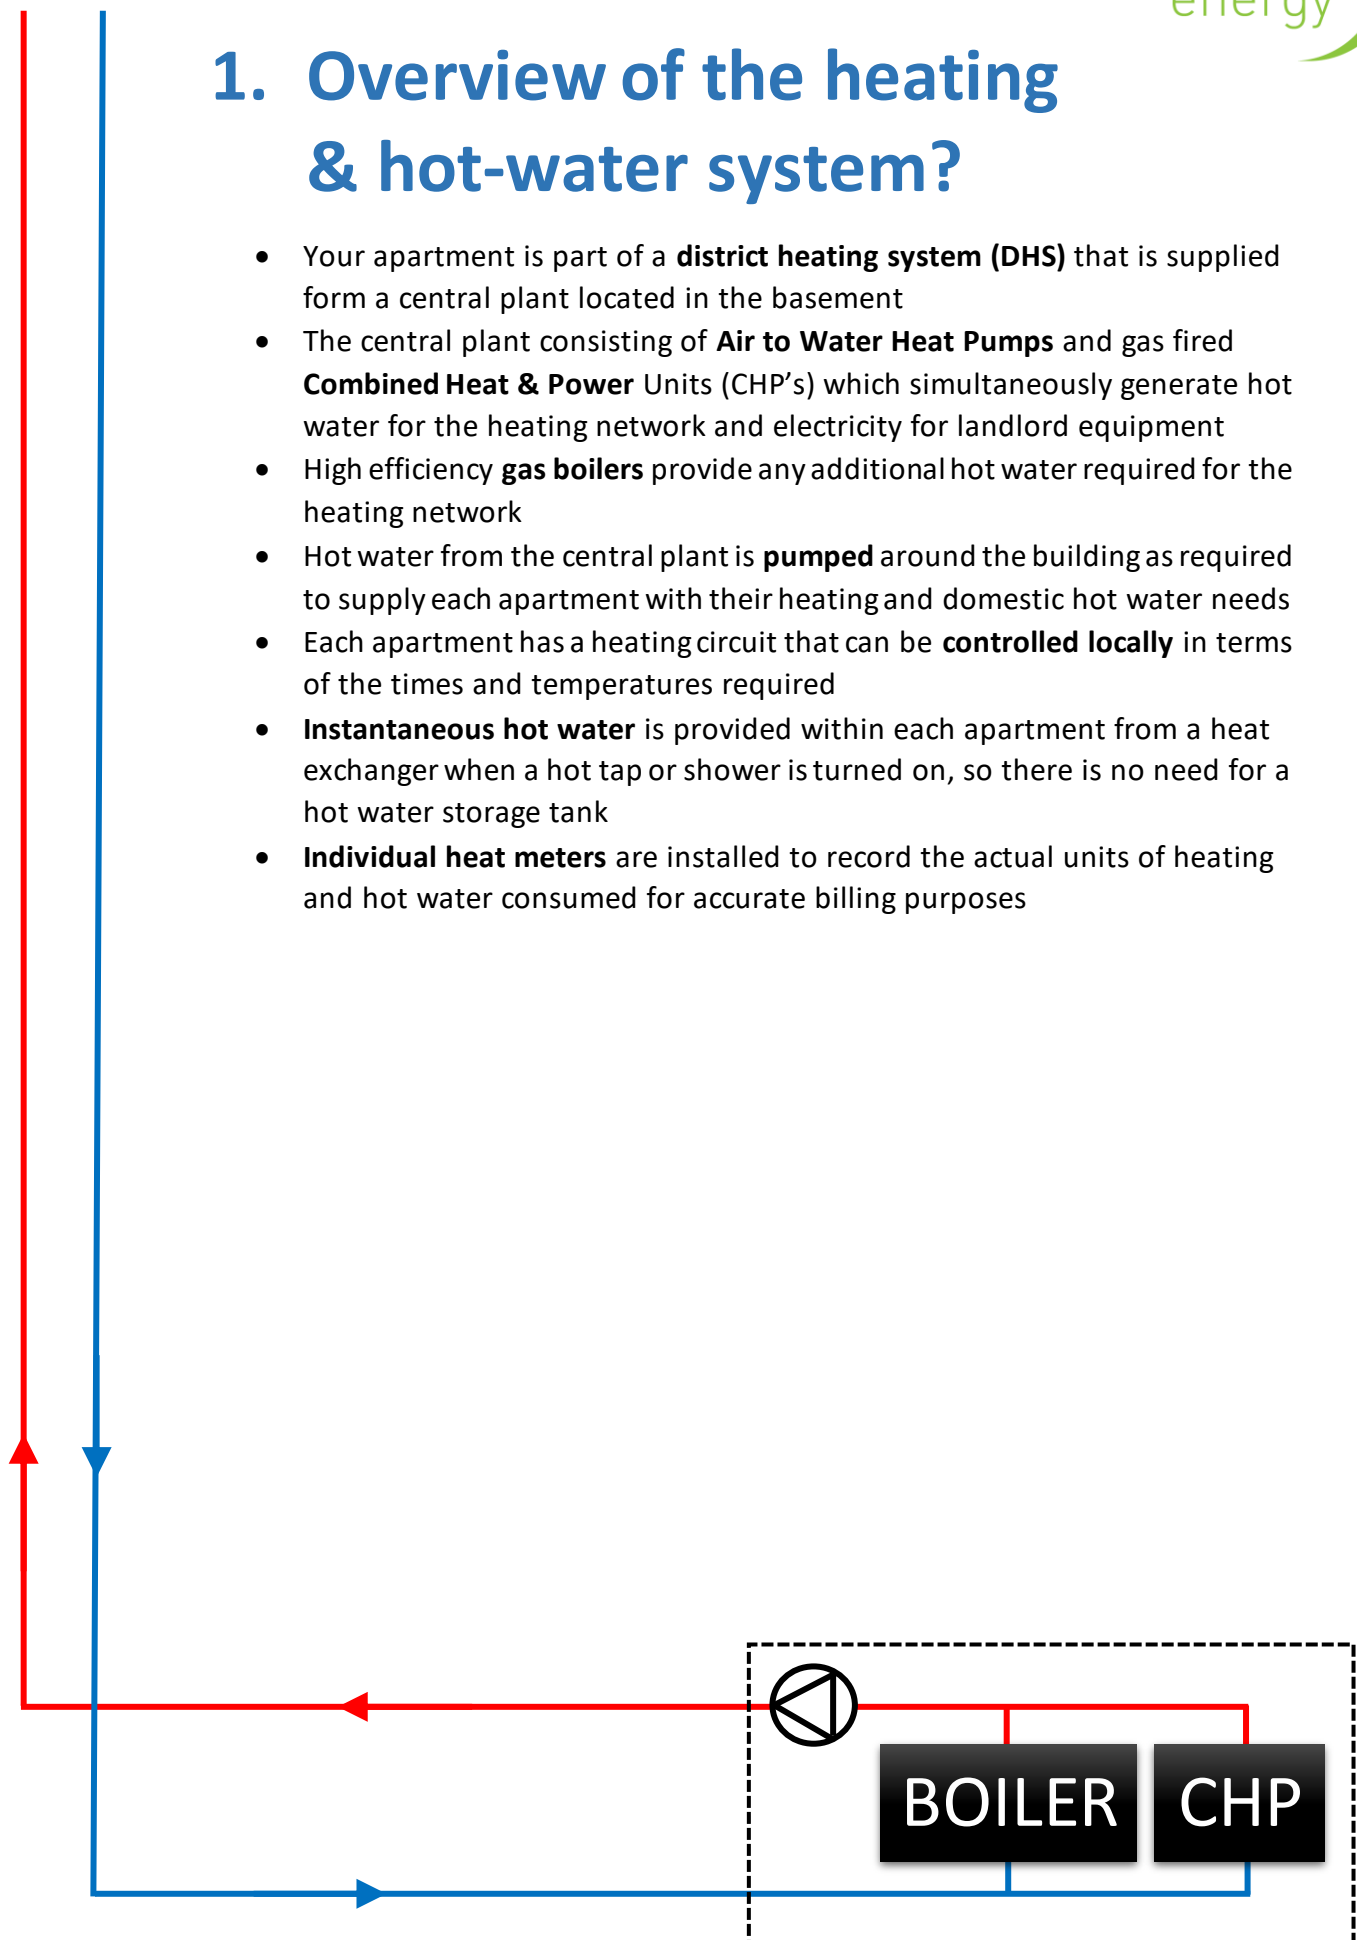 energy
1. Overview of the heating
& hot-water system?
• Your apartment is part of a district heating system (DHS) that is supplied
form a central plant located in the basement
• The central plant consisting of Air to Water Heat Pumps and gas fired
Combined Heat & Power Units (CHP’s) which simultaneously generate hot
water for the heating network and electricity for landlord equipment
• High efficiency gas boilers provide any additional hot water required for the
heating network
• Hot water from the central plant is pumped around the building as required
to supply each apartment with their heating and domestic hot water needs
• Each apartment has a heating circuit that can be controlled locally in terms
of the times and temperatures required
• Instantaneous hot water is provided within each apartment from a heat
exchanger when a hot tap or shower is turned on, so there is no need for a
hot water storage tank
• Individual heat meters are installed to record the actual units of heating
and hot water consumed for accurate billing purposes
BOILER CHP